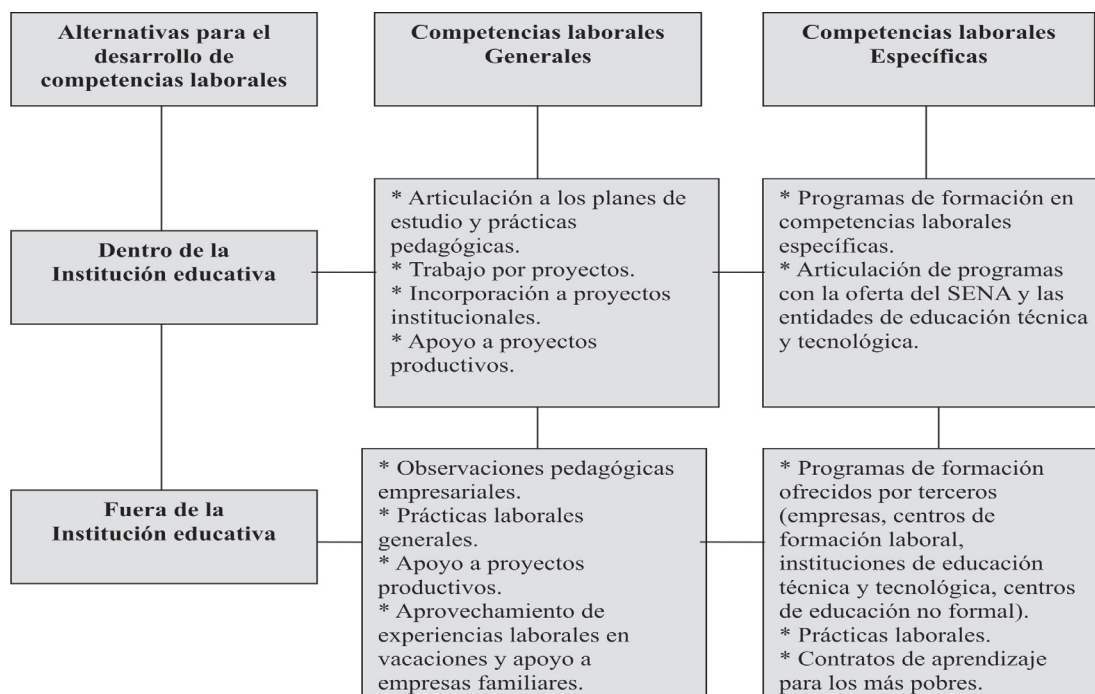 Alternativas para el
desarrollo de
competencias laborales
Competencias laborales
Generales
Competencias laborales
Específicas
Dentro de la
Institución educativa
* Articulación a los planes de
estudio y prácticas
pedagógicas.
* Trabajo por proyectos.
* Incorporación a proyectos
institucionales.
* Apoyo a proyectos
productivos.
* Programas de formación en
competencias laborales
específicas.
* Articulación de programas
con la oferta del SENA y las
entidades de educación técnica
y tecnológica.
Fuera de la
Institución educativa
* Observaciones pedagógicas
empresariales.
* Prácticas laborales
generales.
* Apoyo a proyectos
productivos.
* Aprovechamiento de
experiencias laborales en
vacaciones y apoyo a
empresas familiares.
* Programas de formación
ofrecidos por terceros
(empresas, centros de
formación laboral,
instituciones de educación
técnica y tecnológica, centros
de educación no formal).
* Prácticas laborales.
* Contratos de aprendizaje
para los más pobres.